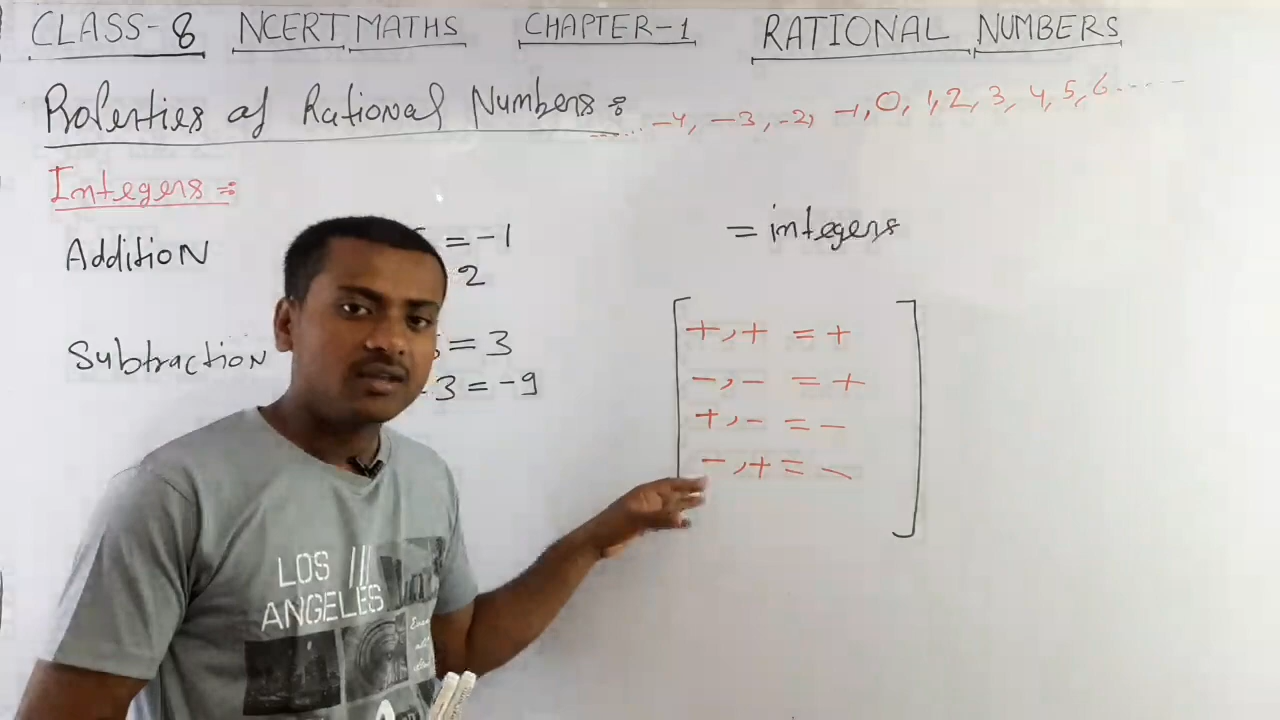 CLASS-8 NCERT MATHS CHAPTER-1 RATIONAL NUMBERS
Properties of Rational Numbers :
..... -4, -3, -2, -1, 0, 1, 2, 3, 4, 5, 6 .....
Integers :-
Addition = -1
2
= integers
Subtraction = 3
3 = -9
+, + = +
-, - = +
+, - = -
-, + = -
LOS
ANGELES